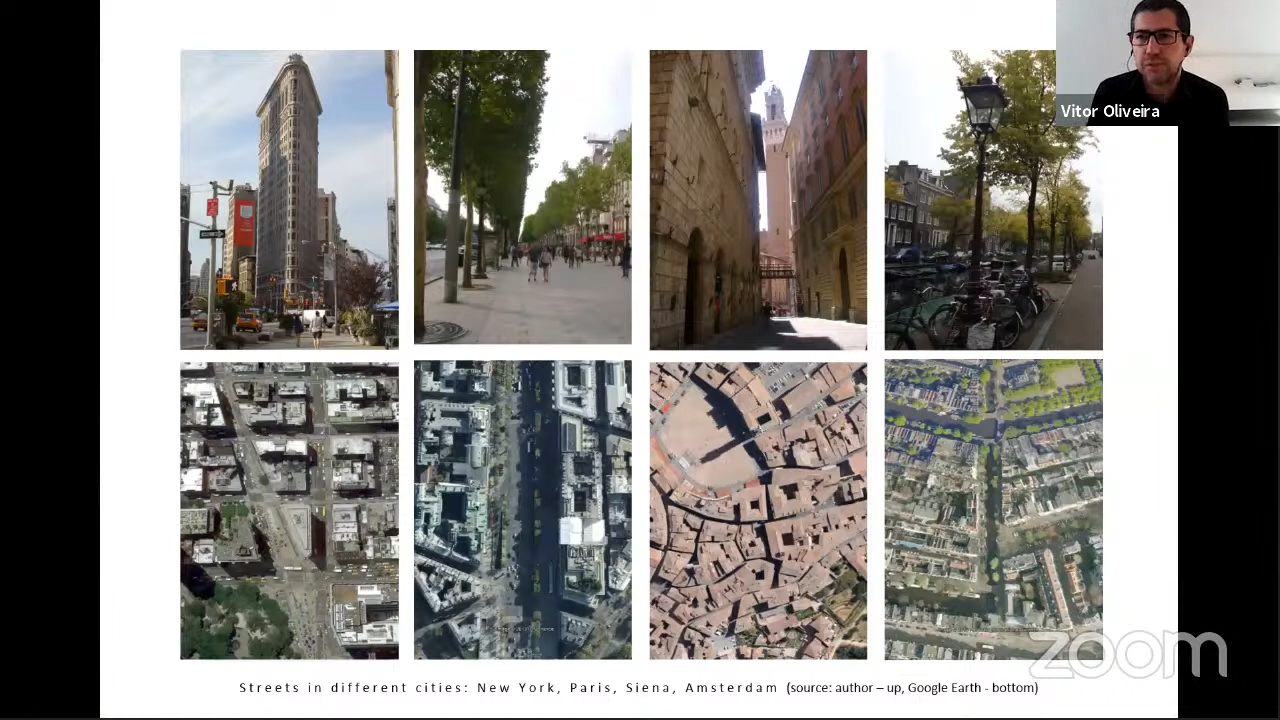 Vitor Oliveira
zoom
Streets in different cities: New York, Paris, Siena, Amsterdam (source: author – up, Google Earth - bottom)